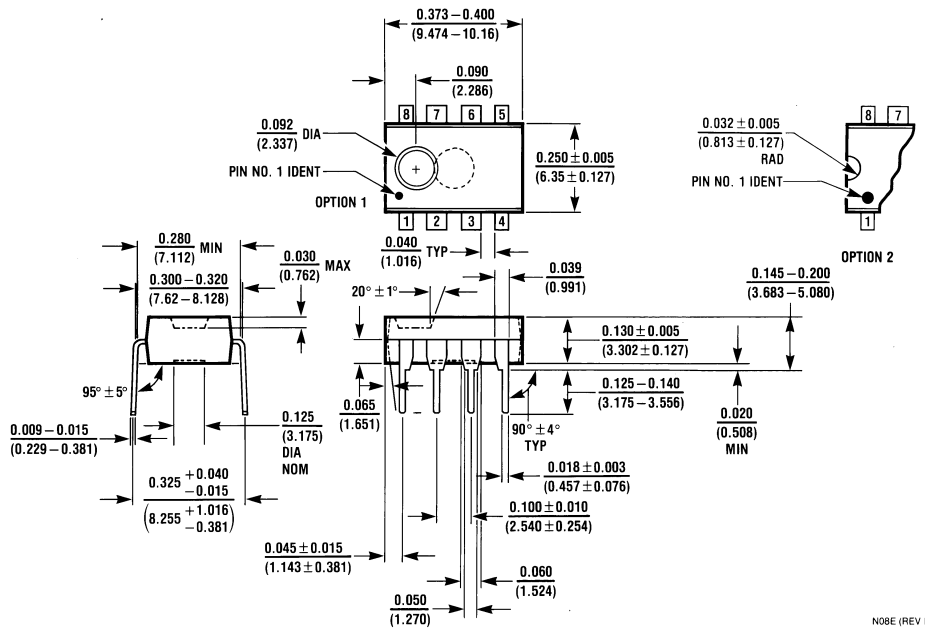 0.373 – 0.400
(9.474 – 10.16)
0.090
(2.286)
8 7 6 5
0.092 DIA
(2.337)
PIN NO. 1 IDENT
OPTION 1
1 2 3 4
0.250 ± 0.005
(6.35 ± 0.127)
8 7
0.032 ± 0.005
(0.813 ± 0.127)
RAD
PIN NO. 1 IDENT
1
OPTION 2
0.280 MIN
(7.112)
0.300 – 0.320
(7.62 – 8.128)
0.030 MAX
(0.762)
0.040 TYP
(1.016)
0.039
(0.991)
0.145 – 0.200
(3.683 – 5.080)
20° ± 1°
0.130 ± 0.005
(3.302 ± 0.127)
0.125 – 0.140
(3.175 – 3.556)
0.020
(0.508)
MIN
95° ± 5°
0.009 – 0.015
(0.229 – 0.381)
0.125
(3.175)
DIA
NOM
0.065
(1.651)
90° ± 4°
TYP
0.018 ± 0.003
(0.457 ± 0.076)
0.325 +0.040
−0.015
(8.255 +1.016
−0.381)
0.100 ± 0.010
(2.540 ± 0.254)
0.045 ± 0.015
(1.143 ± 0.381)
0.060
(1.524)
0.050
(1.270)
N08E (REV